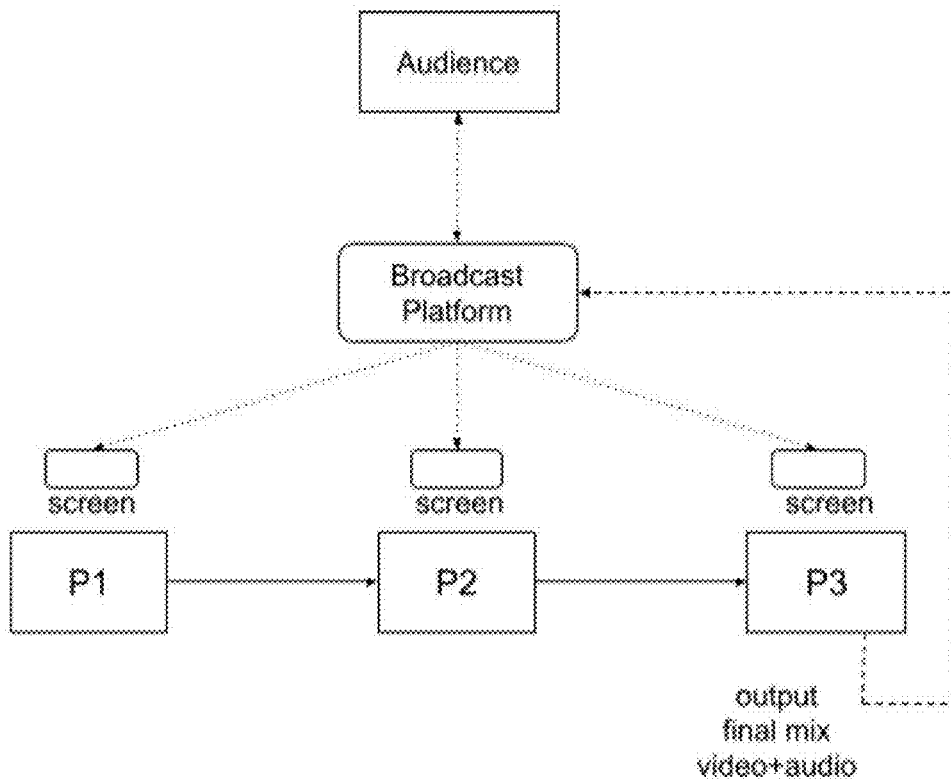 Audience
Broadcast
Platform
screen
screen
screen
P1
P2
P3
output
final mix
video+audio